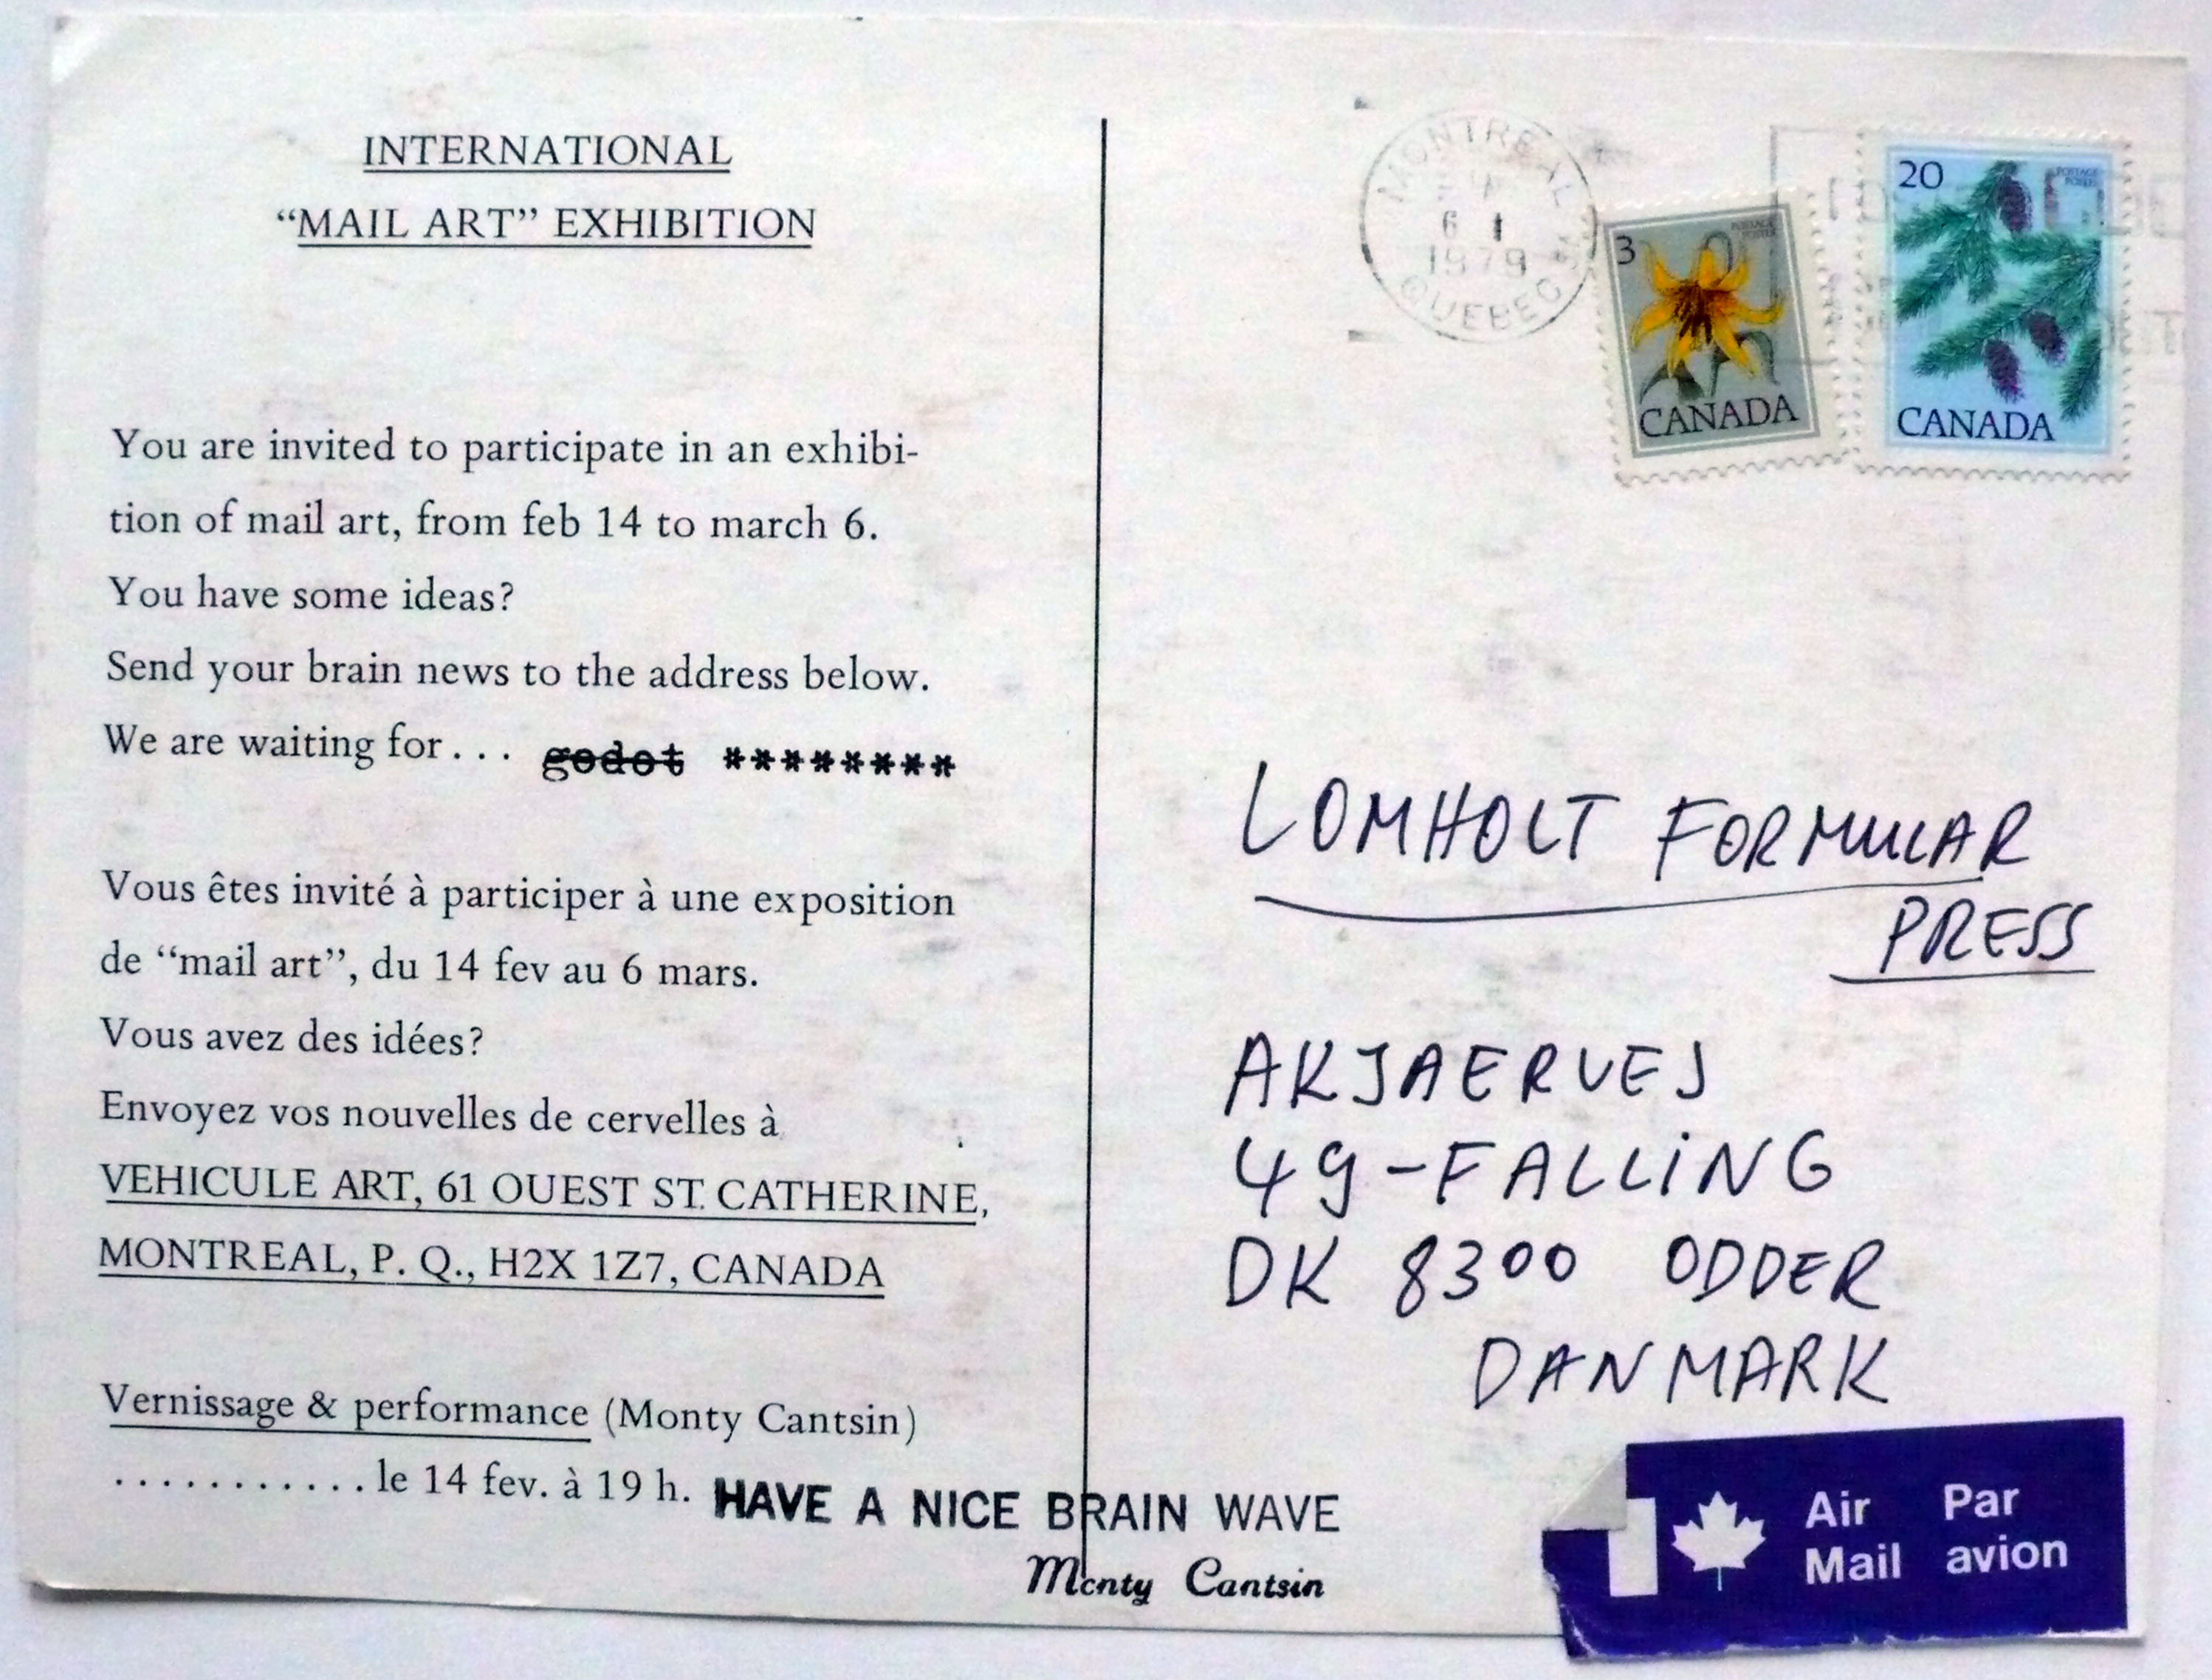 INTERNATIONAL
“MAIL ART” EXHIBITION
You are invited to participate in an exhibi-
tion of mail art, from feb 14 to march 6.
You have some ideas?
Send your brain news to the address below.
We are waiting for... godot ********
Vous êtes invité à participer à une exposition
de “mail art”, du 14 fev au 6 mars.
Vous avez des idées?
Envoyez vos nouvelles de cervelles à
VEHICULE ART, 61 OUEST ST. CATHERINE,
MONTREAL, P. Q., H2X 1Z7, CANADA
Vernissage & performance (Monty Cantsin)
...........le 14 fev. à 19 h.
HAVE A NICE BRAIN WAVE
Monty Cantsin
MONTREAL
6 I
1979
QUEBEC
3
POSTAGE
POSTES
CANADA
20
POSTAGE
POSTES
CANADA
LOMHOLT FORMULAR
PRESS
AKJAERVEJ
49-FALLING
DK 8300 ODDER
DANMARK
Air Par
Mail avion